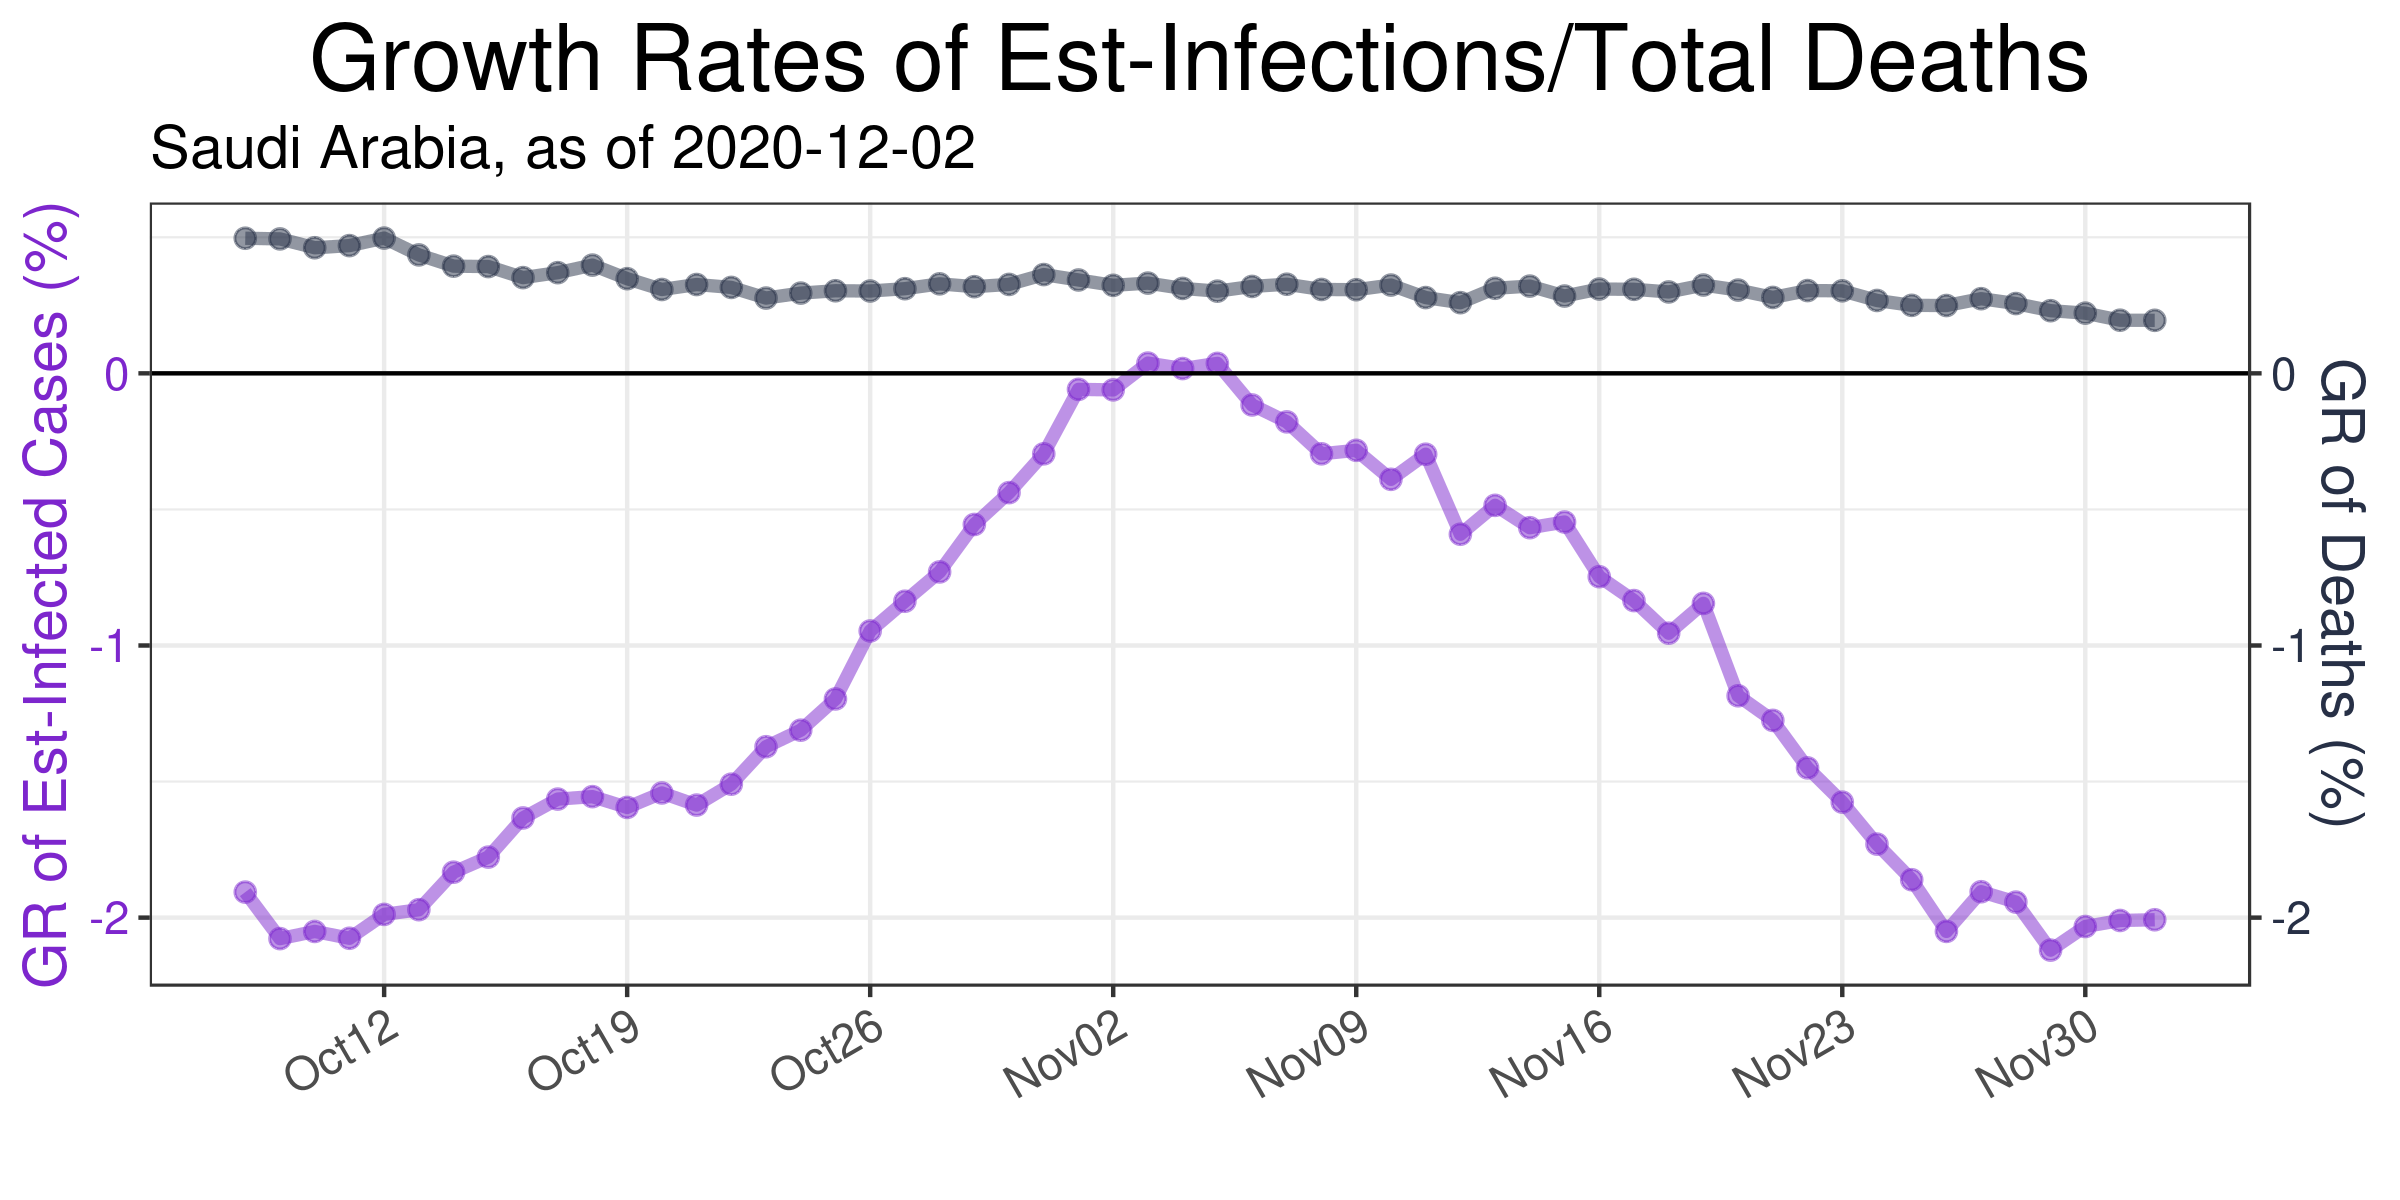 Growth Rates of Est-Infections/Total Deaths
Saudi Arabia, as of 2020-12-02
GR of Est-Infected Cases (%)
0
-1
-2
0
-1
-2
GR of Deaths (%)
Oct12
Oct19
Oct26
Nov02
Nov09
Nov16
Nov23
Nov30